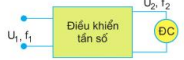 U₂, f₂
U₁, f₁
Điều khiển
tần số
ĐC